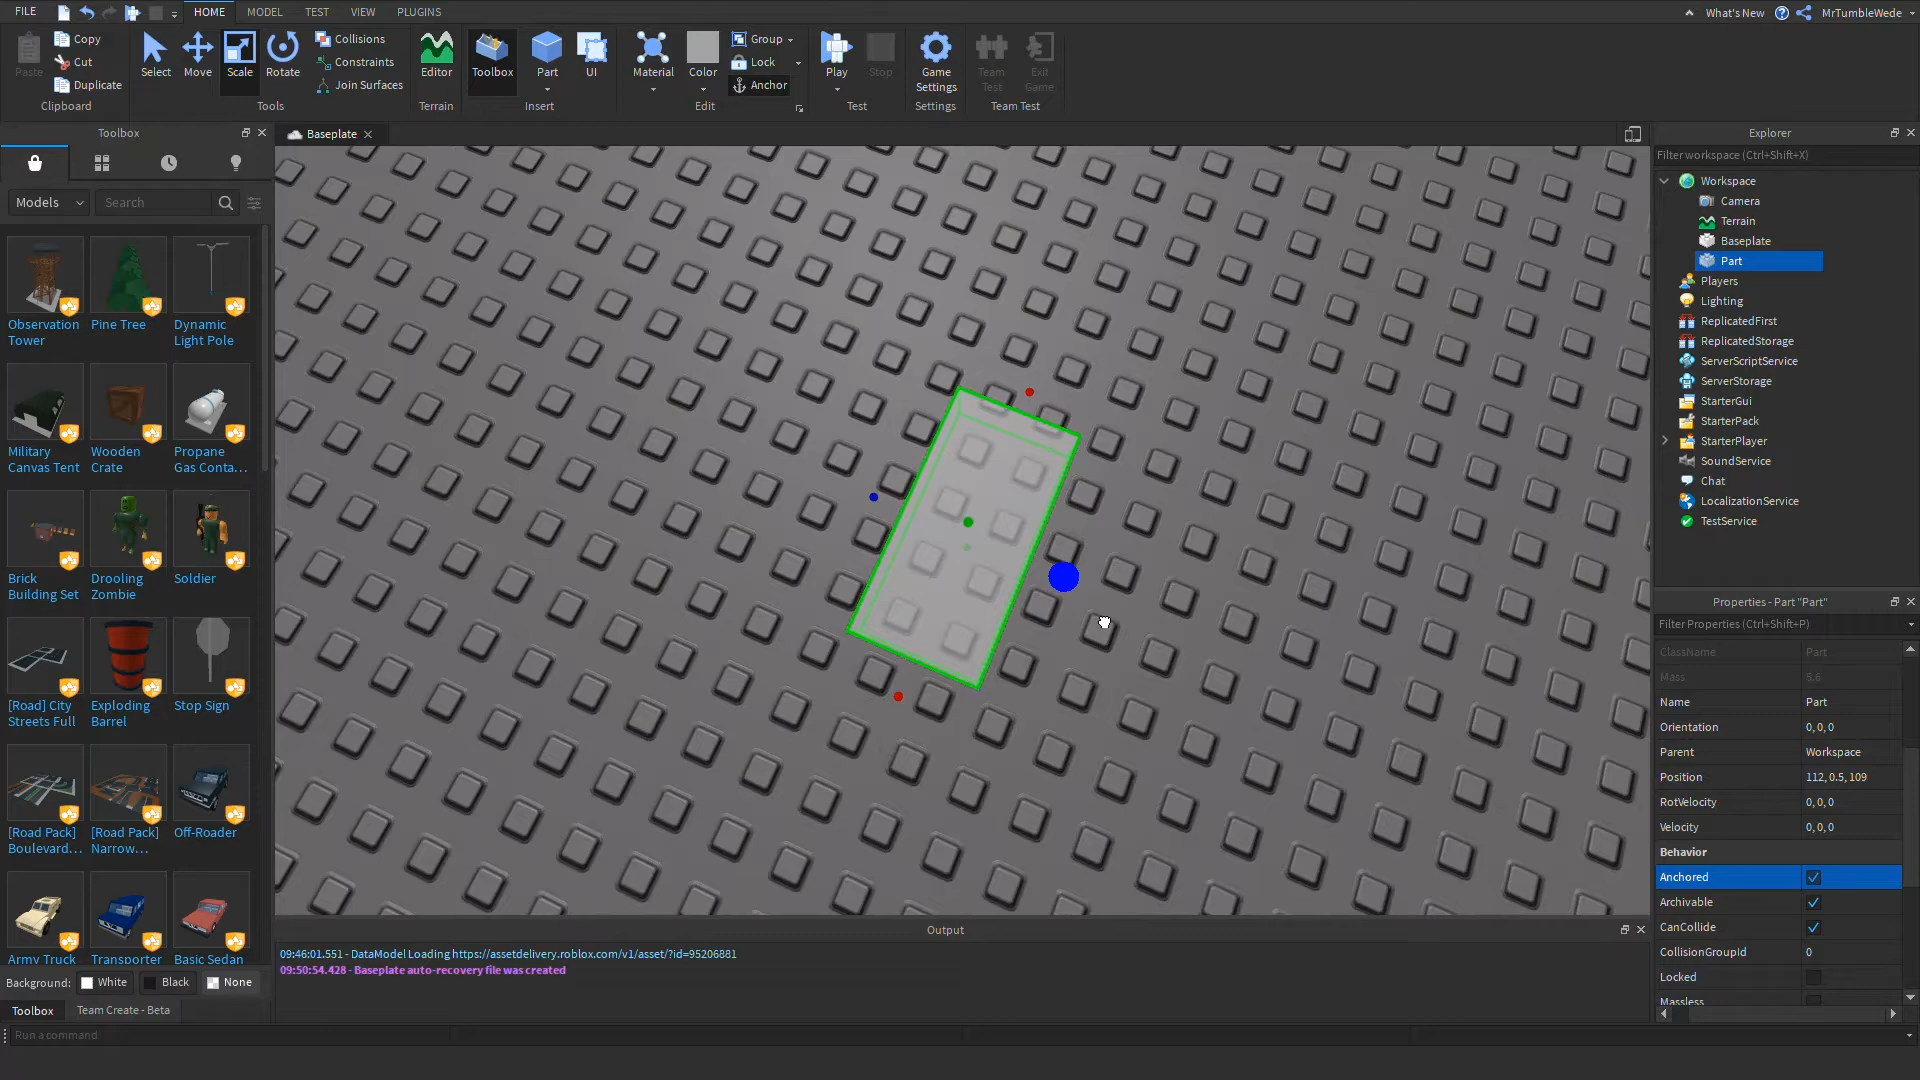 FILE HOME MODEL TEST VIEW PLUGINS What's New MrTumbleWede
Paste Copy Cut Duplicate Clipboard
Select Move Scale Rotate Collisions Constraints Join Surfaces Tools
Editor Terrain
Toolbox Part UI Insert
Material Color Group Lock Anchor Edit
Play Stop Test
Game Settings Settings
Team Test Exit Game Team Test
Toolbox
Models Search
Observation Tower
Pine Tree
Dynamic Light Pole
Military Canvas Tent
Wooden Crate
Propane Gas Conta...
Brick Building Set
Drooling Zombie
Soldier
[Road] City Streets Full
Exploding Barrel
Stop Sign
[Road Pack] Boulevard...
[Road Pack] Narrow...
Off-Roader
Army Truck
Transporter
Basic Sedan
Background: White Black None
Toolbox Team Create - Beta
Run a command
Baseplate
Output
09:46:01.551 - DataModel Loading https://assetdelivery.roblox.com/v1/asset/?id=95206881
09:50:54.428 - Baseplate auto-recovery file was created
Explorer
Filter workspace (Ctrl+Shift+X)
Workspace
Camera
Terrain
Baseplate
Part
Players
Lighting
ReplicatedFirst
ReplicatedStorage
ServerScriptService
ServerStorage
StarterGui
StarterPack
StarterPlayer
SoundService
Chat
LocalizationService
TestService
Properties - Part "Part"
Filter Properties (Ctrl+Shift+P)
ClassName Part
Mass 5.6
Name Part
Orientation 0, 0, 0
Parent Workspace
Position 112, 0.5, 109
RotVelocity 0, 0, 0
Velocity 0, 0, 0
Behavior
Anchored
Archivable
CanCollide
CollisionGroupId 0
Locked
Massless